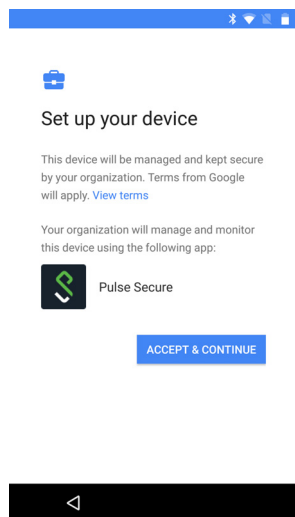 Set up your device
This device will be managed and kept secure
by your organization. Terms from Google
will apply. View terms
Your organization will manage and monitor
this device using the following app:
Pulse Secure
ACCEPT & CONTINUE